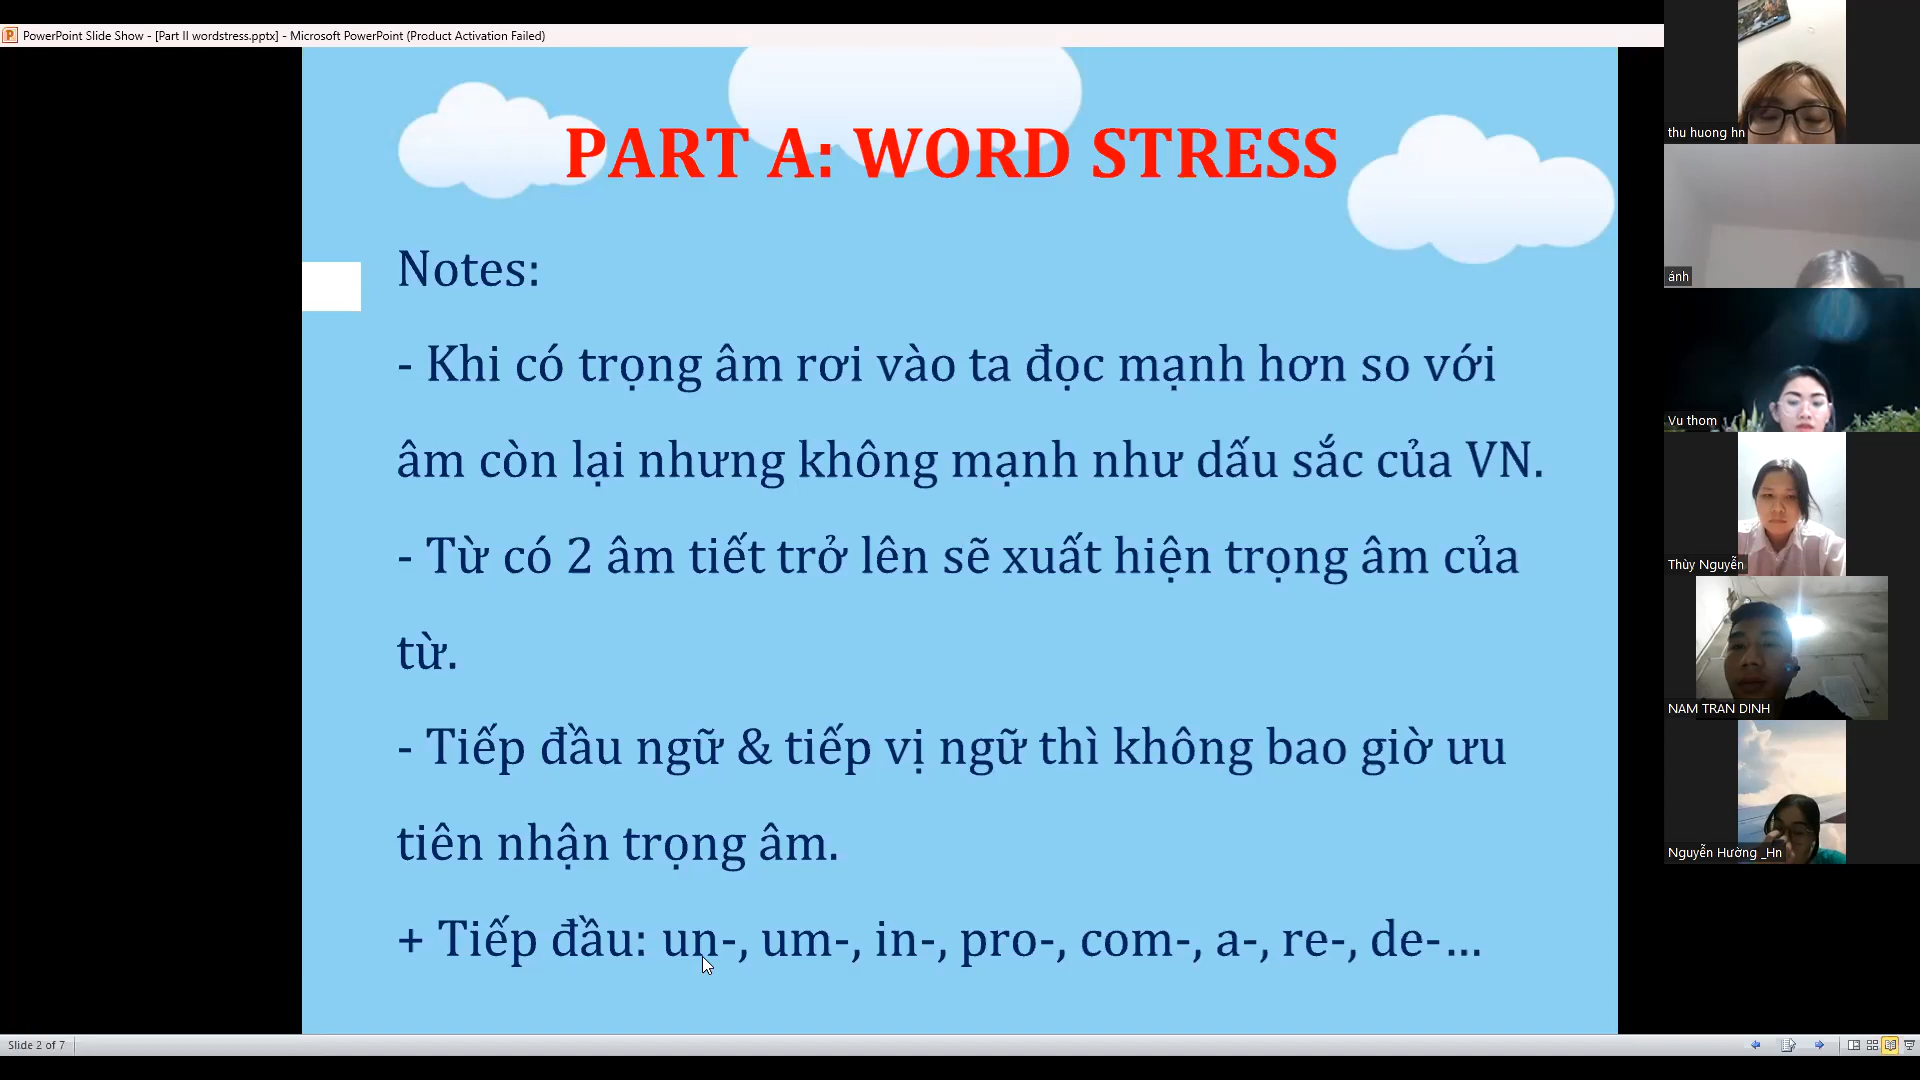 PowerPoint Slide Show - [Part II wordstress.pptx] - Microsoft PowerPoint (Product Activation Failed)
PART A: WORD STRESS
Notes:
- Khi có trọng âm rơi vào ta đọc mạnh hơn so với
âm còn lại nhưng không mạnh như dấu sắc của VN.
- Từ có 2 âm tiết trở lên sẽ xuất hiện trọng âm của
từ.
- Tiếp đầu ngữ & tiếp vị ngữ thì không bao giờ ưu
tiên nhận trọng âm.
+ Tiếp đầu: un-, um-, in-, pro-, com-, a-, re-, de-...
Slide 2 of 7
thu huong hn
ánh
Vu thom
Thùy Nguyễn
NAM TRAN DINH
Nguyễn Hường _Hn